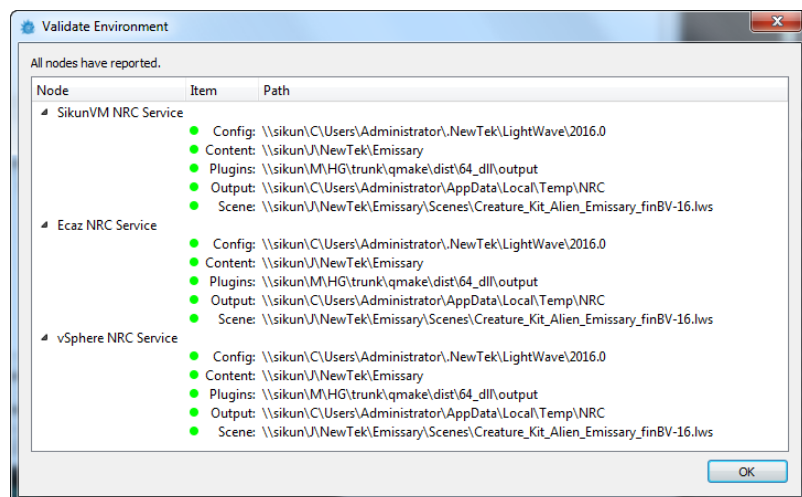 Validate Environment
All nodes have reported.
Node Item Path
SikunVM NRC Service
Config: \\sikun\C\Users\Administrator\.NewTek\LightWave\2016.0
Content: \\sikun\J\NewTek\Emissary
Plugins: \\sikun\M\HG\trunk\qmake\dist\64_dll\output
Output: \\sikun\C\Users\Administrator\AppData\Local\Temp\NRC
Scene: \\sikun\J\NewTek\Emissary\Scenes\Creature_Kit_Alien_Emissary_finBV-16.lws
Ecaz NRC Service
Config: \\sikun\C\Users\Administrator\.NewTek\LightWave\2016.0
Content: \\sikun\J\NewTek\Emissary
Plugins: \\sikun\M\HG\trunk\qmake\dist\64_dll\output
Output: \\sikun\C\Users\Administrator\AppData\Local\Temp\NRC
Scene: \\sikun\J\NewTek\Emissary\Scenes\Creature_Kit_Alien_Emissary_finBV-16.lws
vSphere NRC Service
Config: \\sikun\C\Users\Administrator\.NewTek\LightWave\2016.0
Content: \\sikun\J\NewTek\Emissary
Plugins: \\sikun\M\HG\trunk\qmake\dist\64_dll\output
Output: \\sikun\C\Users\Administrator\AppData\Local\Temp\NRC
Scene: \\sikun\J\NewTek\Emissary\Scenes\Creature_Kit_Alien_Emissary_finBV-16.lws
OK